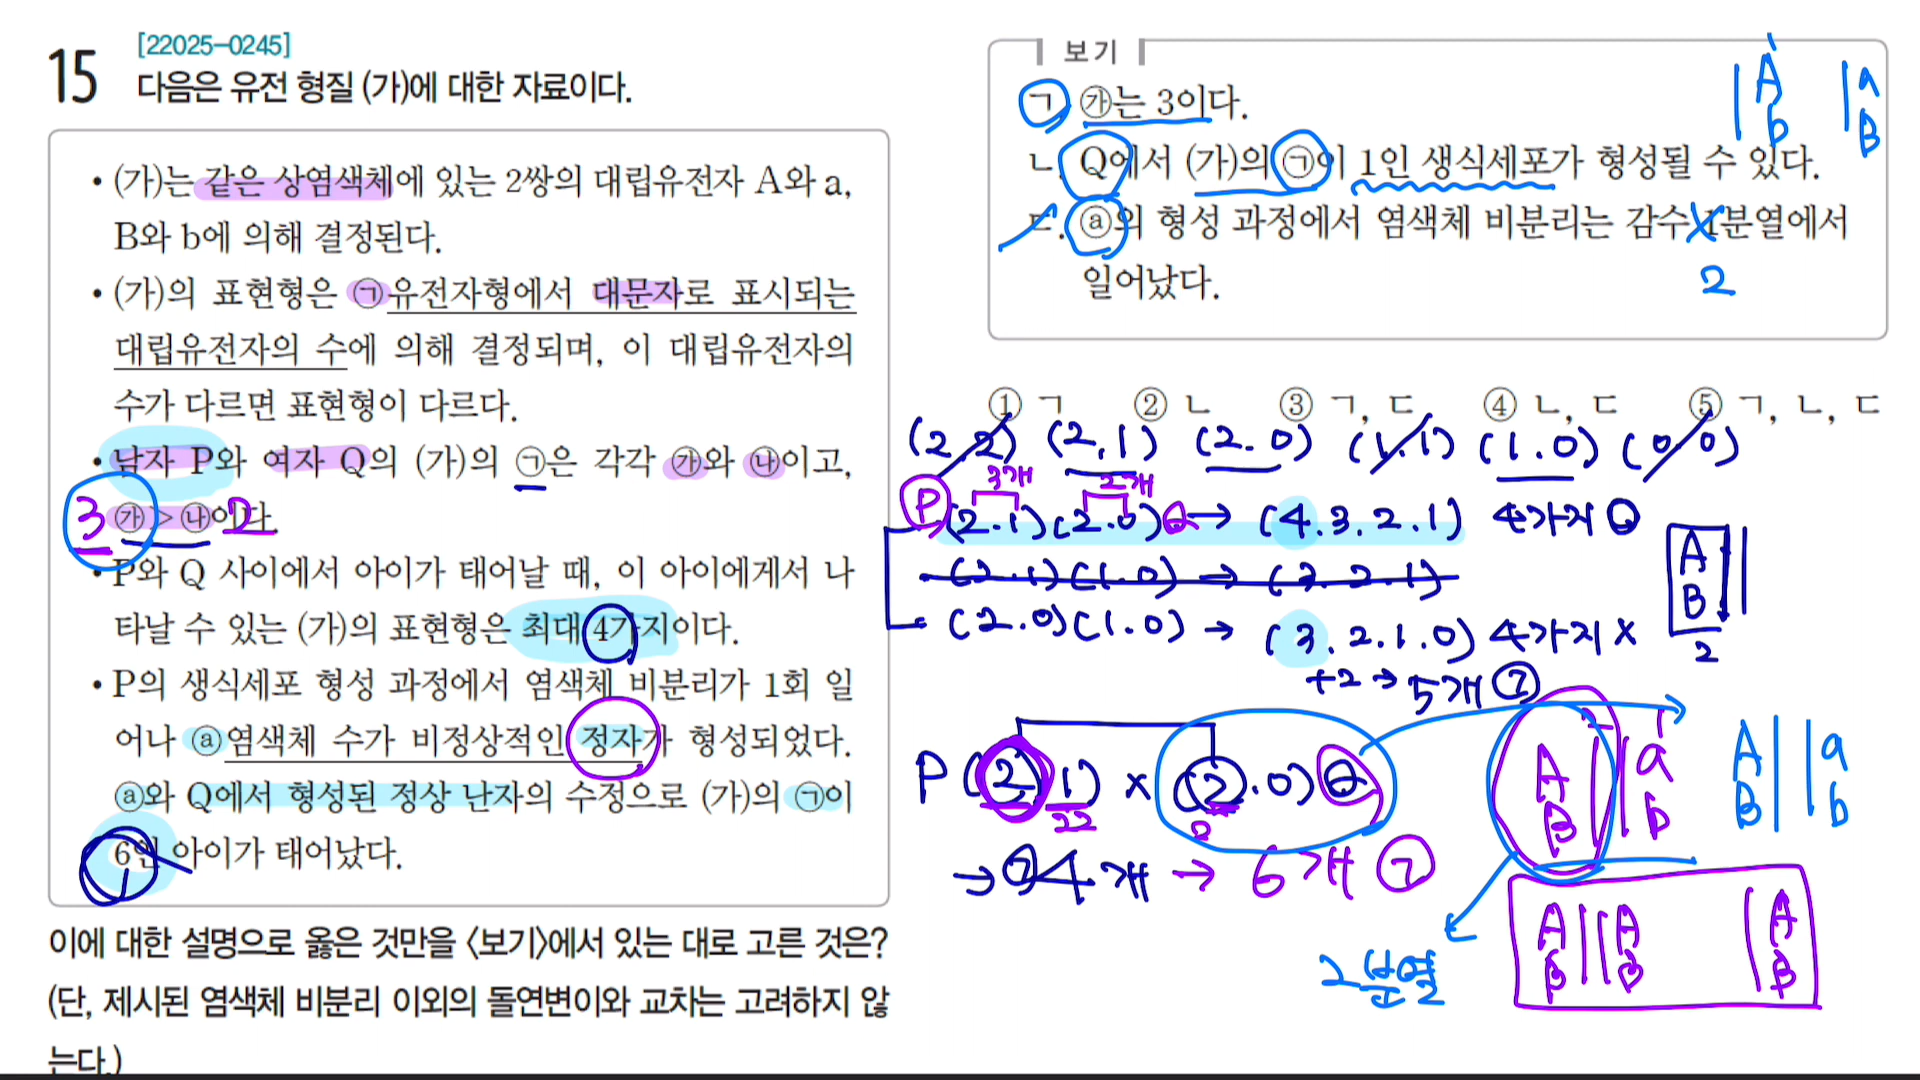 15
[22025-0245]
다음은 유전 형질 (가)에 대한 자료이다.
• (가)는 같은 상염색체에 있는 2쌍의 대립유전자 A와 a,
B와 b에 의해 결정된다.
• (가)의 표현형은 ㉠유전자형에서 대문자로 표시되는
대립유전자의 수에 의해 결정되며, 이 대립유전자의
수가 다르면 표현형이 다르다.
• 남자 P와 여자 Q의 (가)의 ㉠은 각각 ㉮와 ㉯이고,
3 ㉮>㉯이다. 2
• P와 Q 사이에서 아이가 태어날 때, 이 아이에게서 나
타날 수 있는 (가)의 표현형은 최대 4가지이다.
• P의 생식세포 형성 과정에서 염색체 비분리가 1회 일
어나 ⓐ염색체 수가 비정상적인 정자가 형성되었다.
ⓐ와 Q에서 형성된 정상 난자의 수정으로 (가)의 ㉠이
6인 아이가 태어났다.
이에 대한 설명으로 옳은 것만을 〈보기〉에서 있는 대로 고른 것은?
(단, 제시된 염색체 비분리 이외의 돌연변이와 교차는 고려하지 않
는다.)
보기
ㄱ. ㉮는 3이다.
ㄴ. Q에서 (가)의 ㉠이 1인 생식세포가 형성될 수 있다.
ㄷ. ⓐ의 형성 과정에서 염색체 비분리는 감수 1분열에서
2
일어났다.
A b
a B
① ㄱ ② ㄴ ③ ㄱ, ㄷ ④ ㄴ, ㄷ ⑤ ㄱ, ㄴ, ㄷ
(2.2) (2.1) (2.0) (1.1) (1.0) (0.0)
3개 2개
P (2.1)(2.0)Q → (4.3.2.1) 4가지 Q
(2.1)(1.0) → (3.2.1)
(2.0)(1.0) → (3.2.1.0) 4가지 X
+2 → 5개 ㉠
A
B
2
P (2.1) × (2.0) Q
22 2
→ ㉠ 4개 → 6개 ㉠
A a
B b
A a
B b
A A A
B B B
2분열